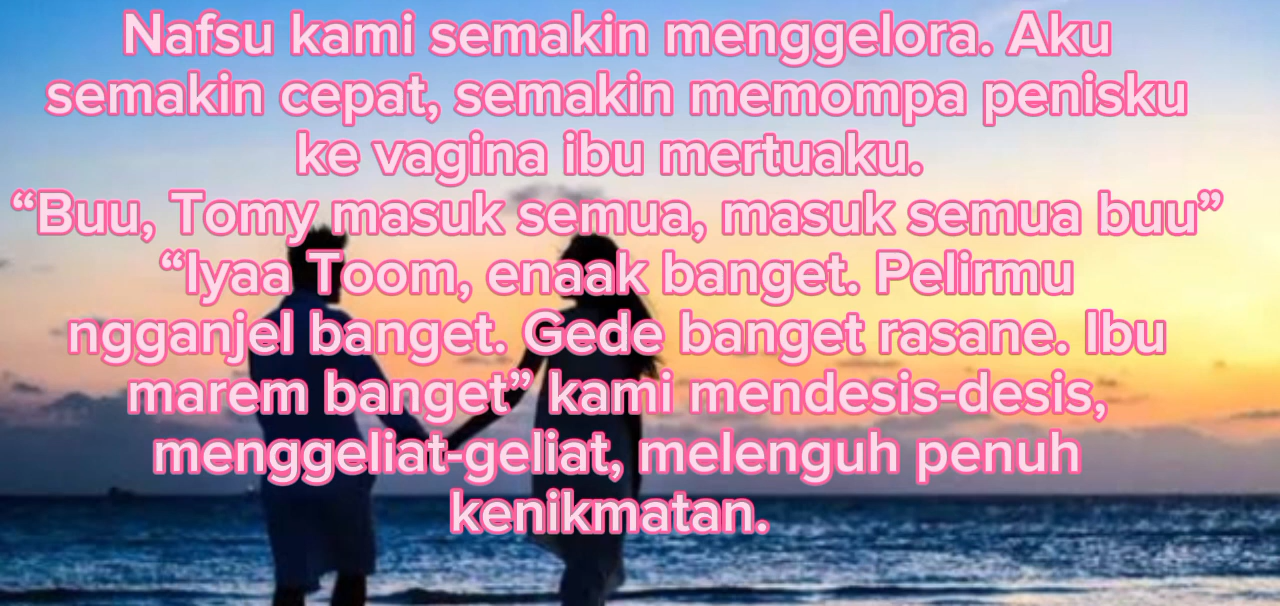 Nafsu kami semakin menggelora. Aku
semakin cepat, semakin memompa penisku
ke vagina ibu mertuaku.
“Buu, Tomy masuk semua, masuk semua buu”
“Iyaa Toom, enaak banget. Pelirmu
ngganjel banget. Gede banget rasane. Ibu
marem banget” kami mendesis-desis,
menggeliat-geliat, melenguh penuh
kenikmatan.